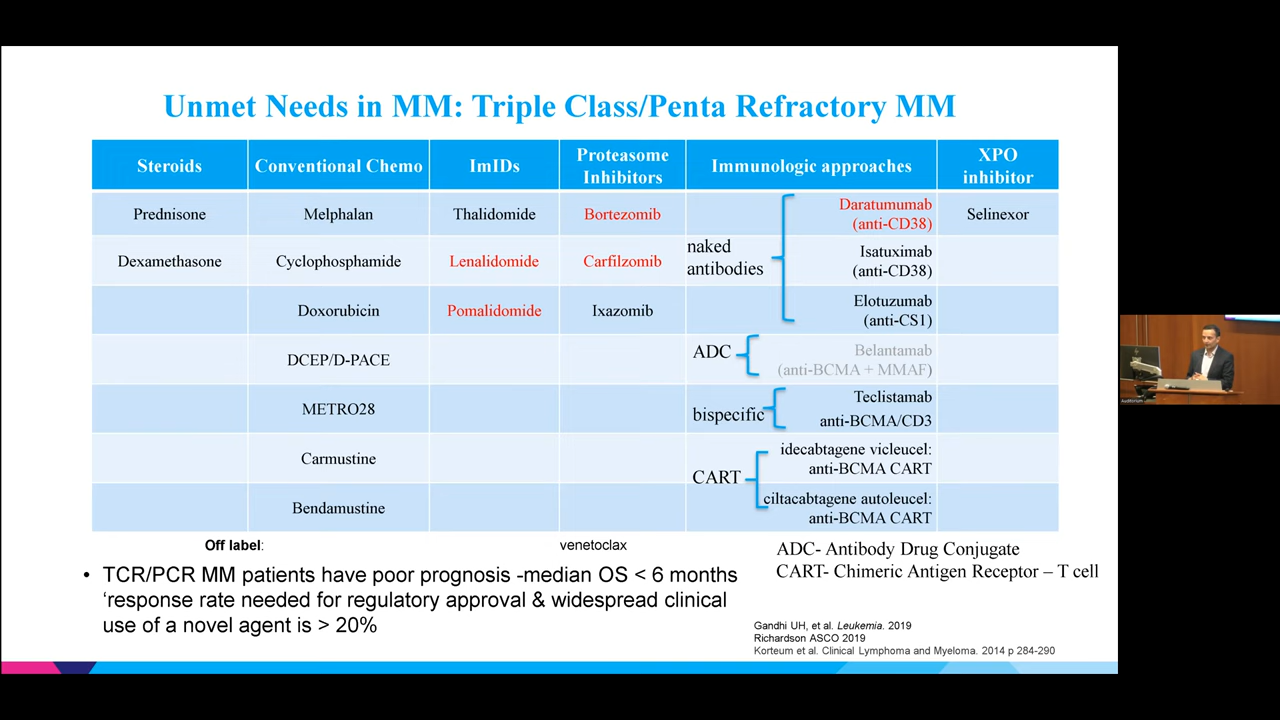 Unmet Needs in MM: Triple Class/Penta Refractory MM
Steroids
Conventional Chemo
ImIDs
Proteasome
Inhibitors
Immunologic approaches
XPO
inhibitor
Prednisone
Melphalan
Thalidomide
Bortezomib
Daratumumab
(anti-CD38)
Selinexor
naked
antibodies
Dexamethasone
Cyclophosphamide
Lenalidomide
Carfilzomib
Isatuximab
(anti-CD38)
Doxorubicin
Pomalidomide
Ixazomib
Elotuzumab
(anti-CS1)
DCEP/D-PACE
ADC
Belantamab
(anti-BCMA + MMAF)
METRO28
bispecific
Teclistamab
anti-BCMA/CD3
Carmustine
CART
idecabtagene vicleucel:
anti-BCMA CART
Bendamustine
ciltacabtagene autoleucel:
anti-BCMA CART
Off label:
venetoclax
ADC- Antibody Drug Conjugate
CART- Chimeric Antigen Receptor – T cell
• TCR/PCR MM patients have poor prognosis -median OS < 6 months
‘response rate needed for regulatory approval & widespread clinical
use of a novel agent is > 20%
Gandhi UH, et al. Leukemia. 2019
Richardson ASCO 2019
Korteum et al. Clinical Lymphoma and Myeloma. 2014 p 284-290
Auditorium